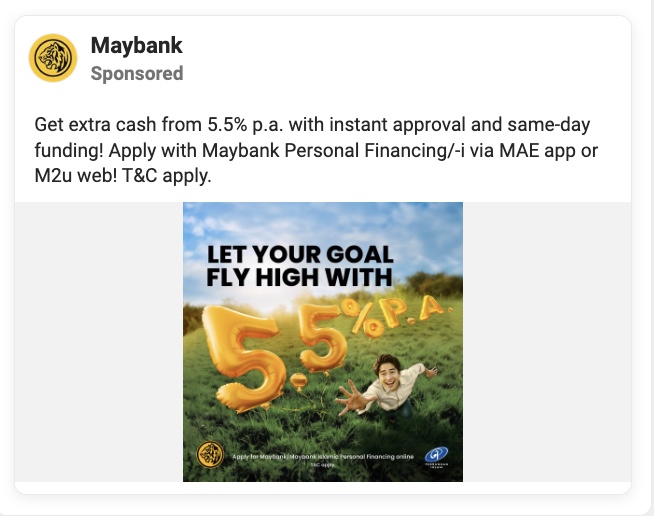 Maybank
Sponsored
Get extra cash from 5.5% p.a. with instant approval and same-day
funding! Apply with Maybank Personal Financing/-i via MAE app or
M2u web! T&C apply.
LET YOUR GOAL
FLY HIGH WITH
5.5% P.A.
Apply for Maybank/Maybank Islamic Personal Financing online
T&C apply.